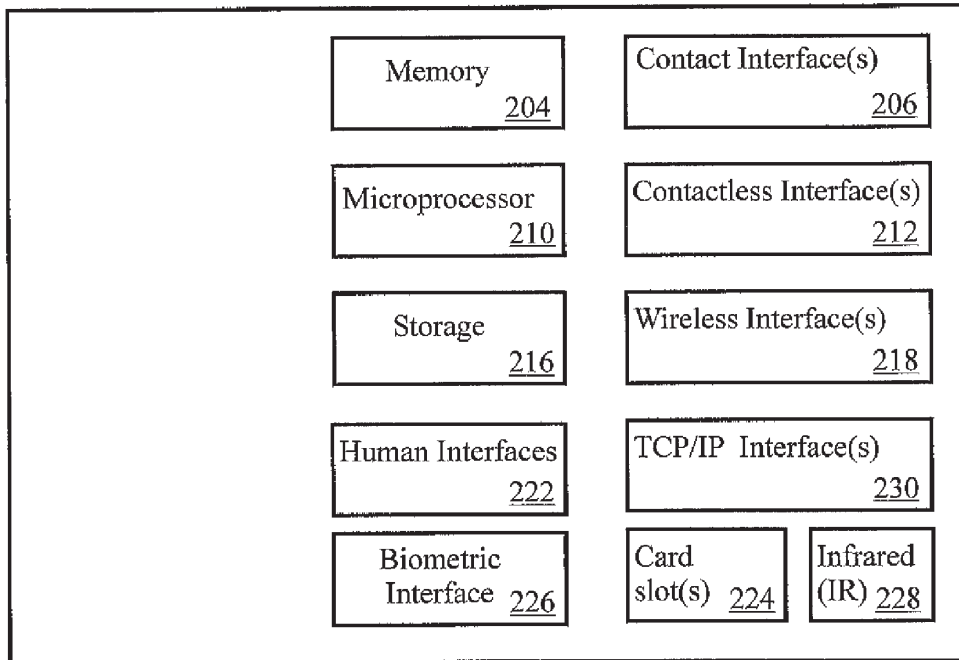 Memory
204
Contact Interface(s)
206
Microprocessor
210
Contactless Interface(s)
212
Storage
216
Wireless Interface(s)
218
Human Interfaces
222
TCP/IP Interface(s)
230
Biometric
Interface 226
Card
slot(s) 224
Infrared
(IR) 228